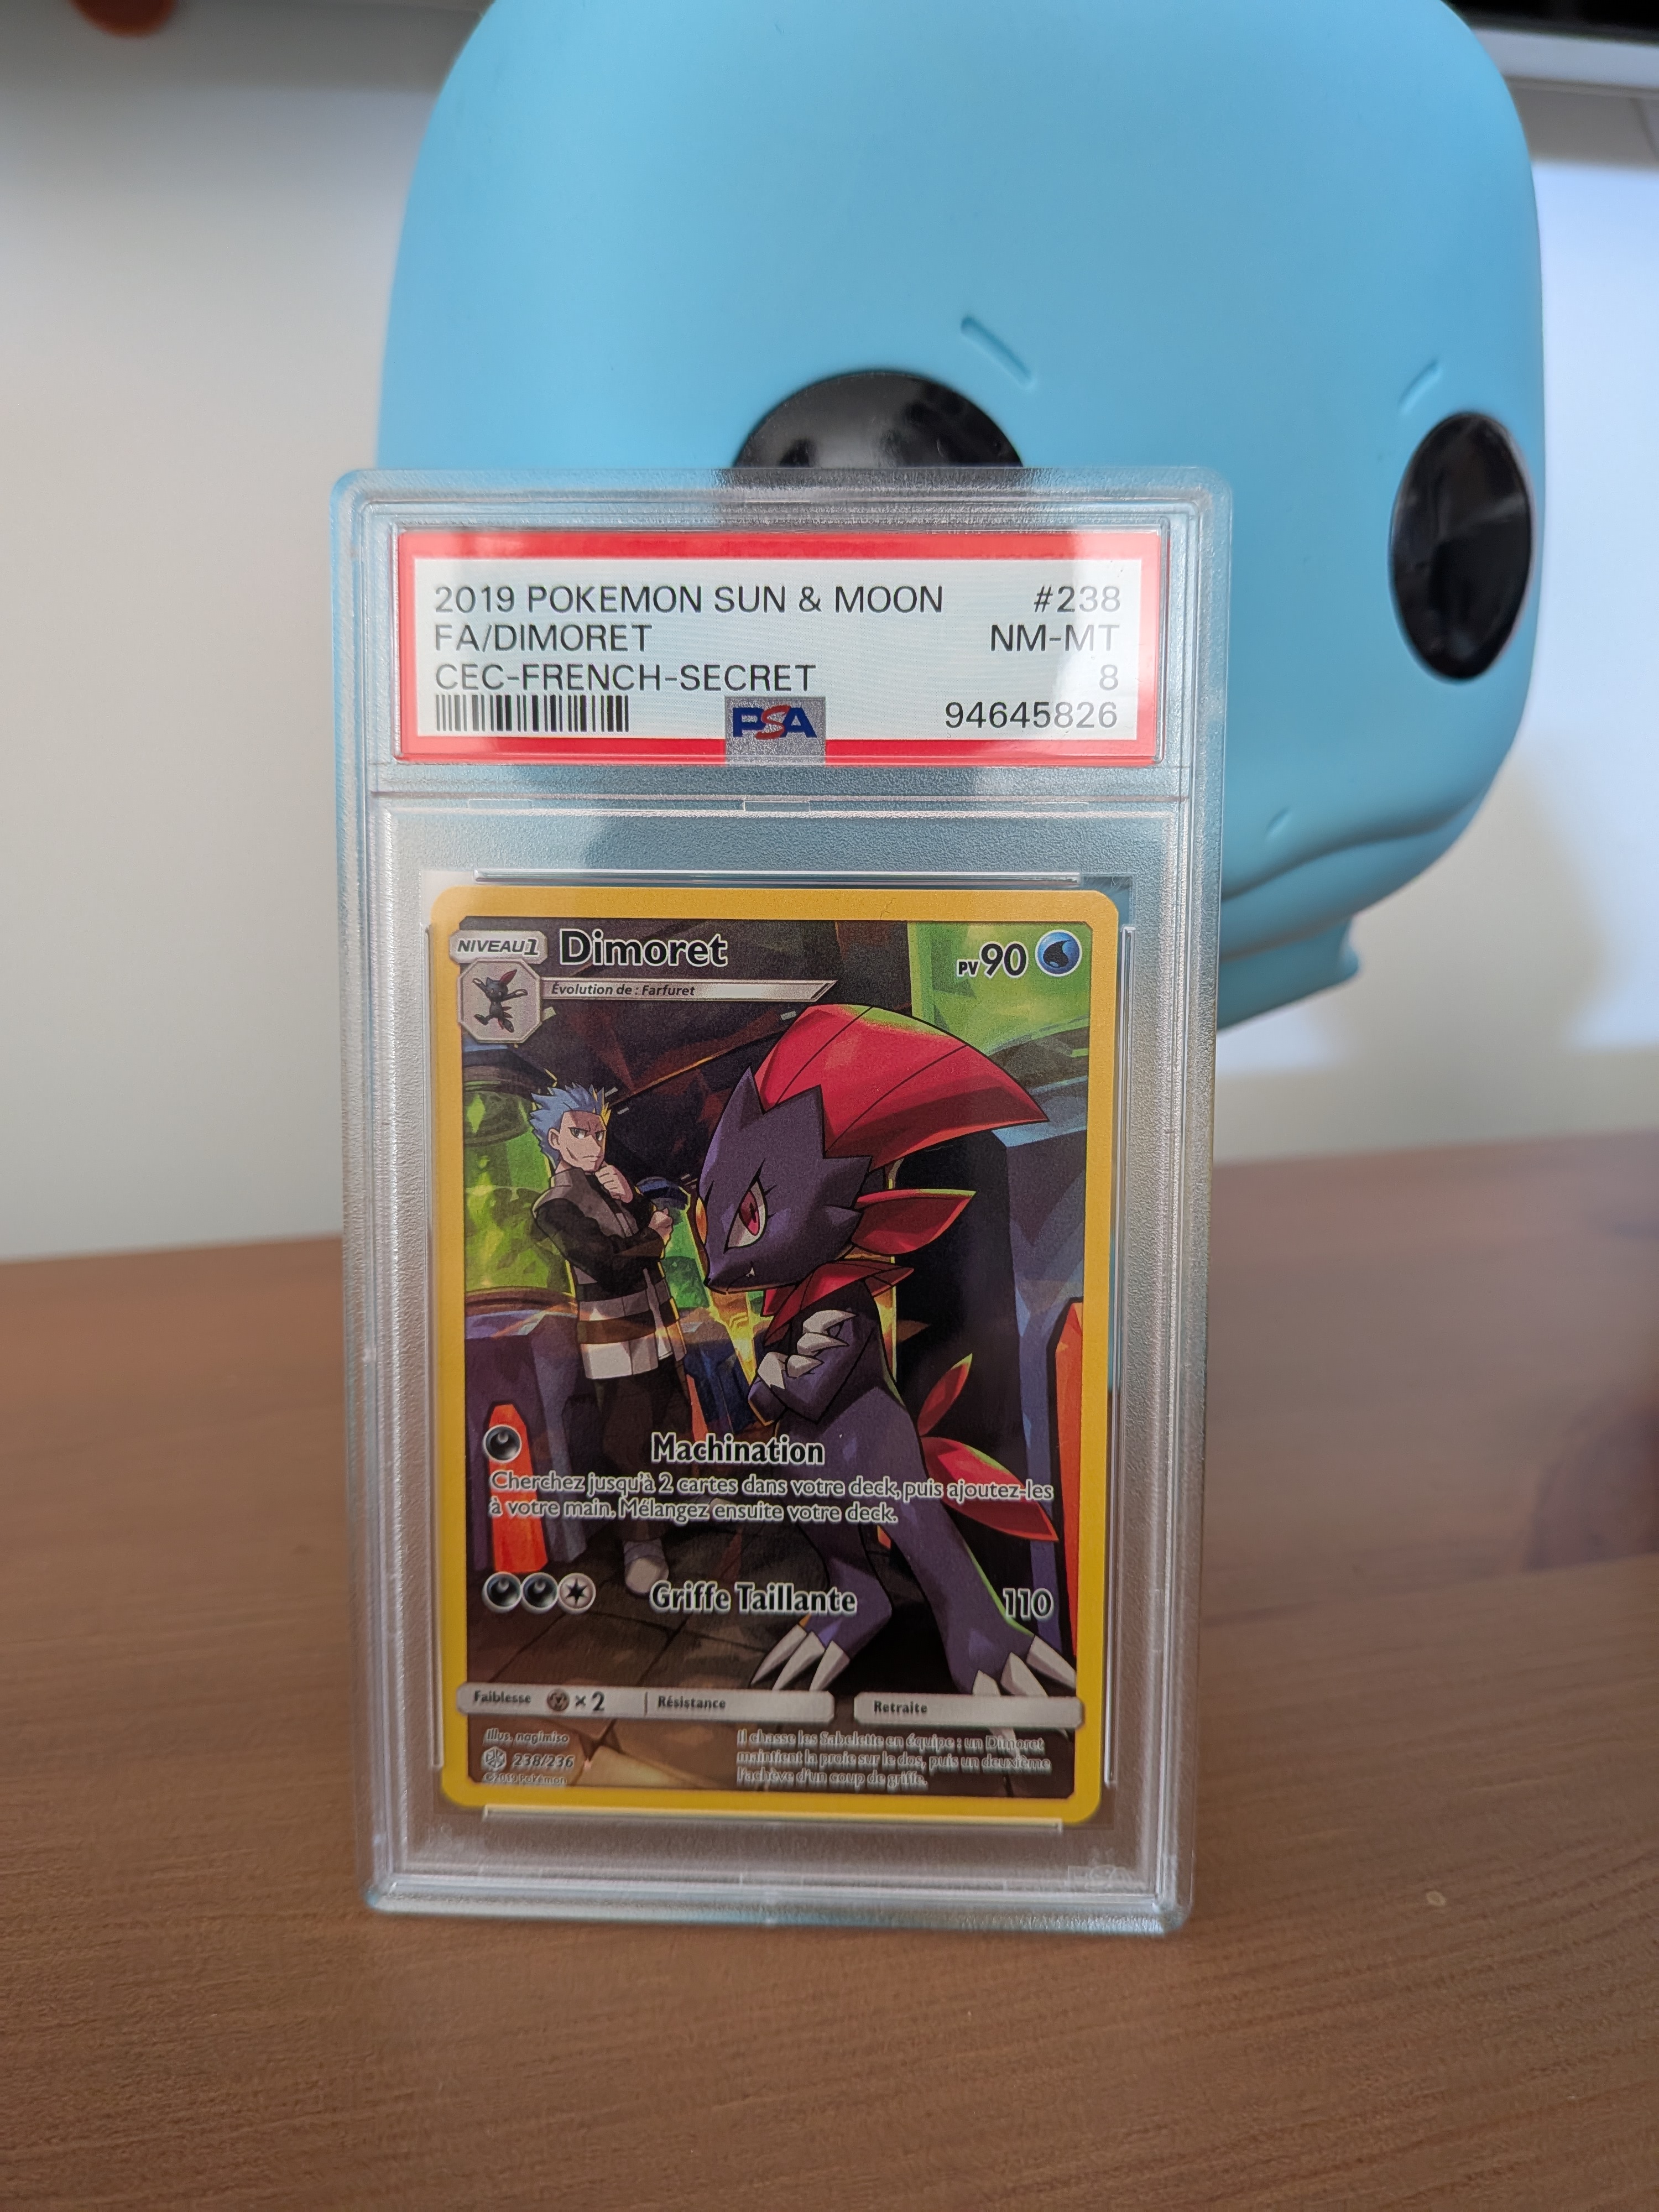 2019 POKEMON SUN & MOON #238
FA/DIMORET NM-MT
CEC-FRENCH-SECRET 8
PSA 94645826
NIVEAU 1 Dimoret PV 90
Évolution de : Farfuret
Machination
Cherchez jusqu'à 2 cartes dans votre deck, puis ajoutez-les
à votre main. Mélangez ensuite votre deck.
Griffe Taillante 110
Faiblesse ×2 Résistance Retraite
Illus. nagimiso
238/236
©2019 Pokémon
Il chasse les Sabelette en équipe : un Dimoret
maintient la proie sur le dos, puis un deuxième
l'achève d'un coup de griffe.